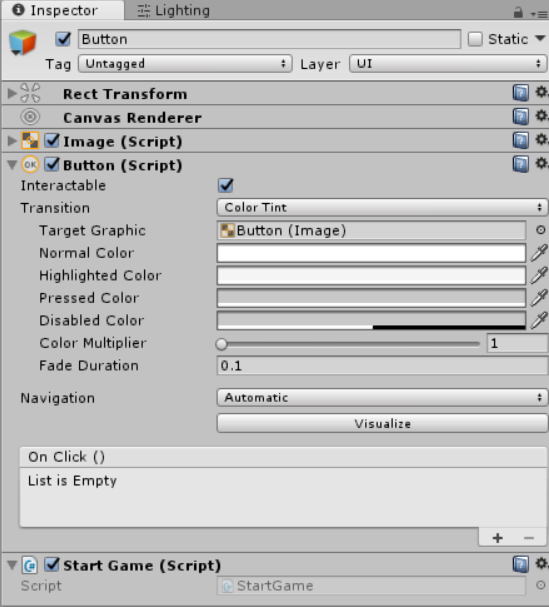 Inspector Lighting
Button Static
Tag Untagged Layer UI
Rect Transform
Canvas Renderer
Image (Script)
OK Button (Script)
Interactable
Transition Color Tint
Target Graphic Button (Image)
Normal Color
Highlighted Color
Pressed Color
Disabled Color
Color Multiplier 1
Fade Duration 0.1
Navigation Automatic
Visualize
On Click ()
List is Empty
+ −
C# Start Game (Script)
Script StartGame